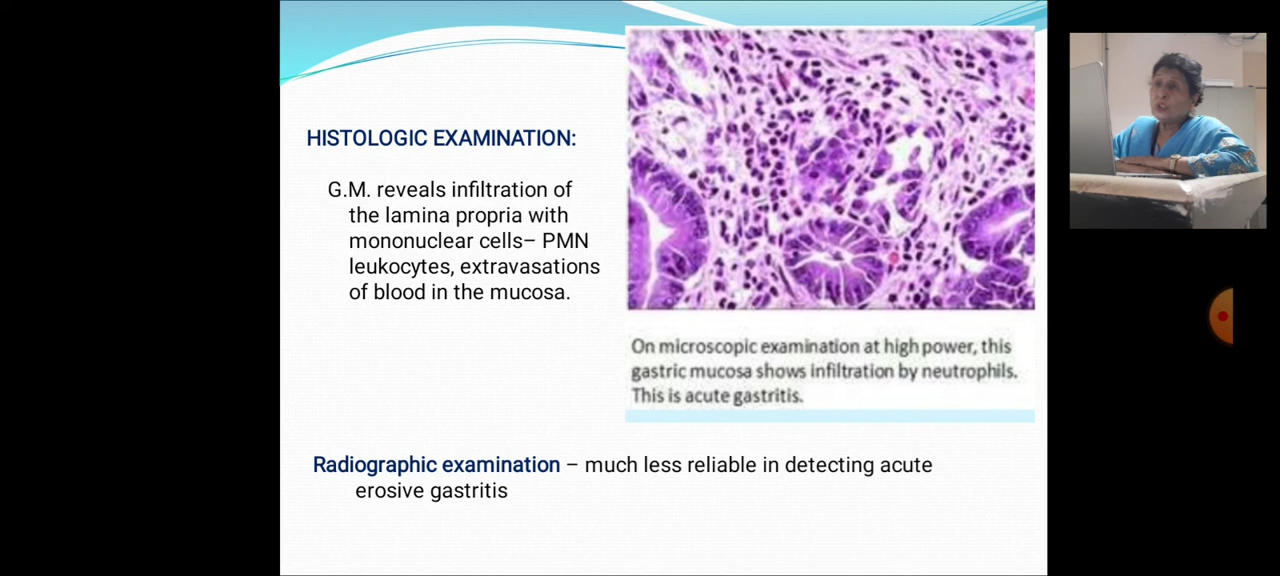 HISTOLOGIC EXAMINATION:
G.M. reveals infiltration of
the lamina propria with
mononuclear cells– PMN
leukocytes, extravasations
of blood in the mucosa.
On microscopic examination at high power, this
gastric mucosa shows infiltration by neutrophils.
This is acute gastritis.
Radiographic examination – much less reliable in detecting acute
erosive gastritis